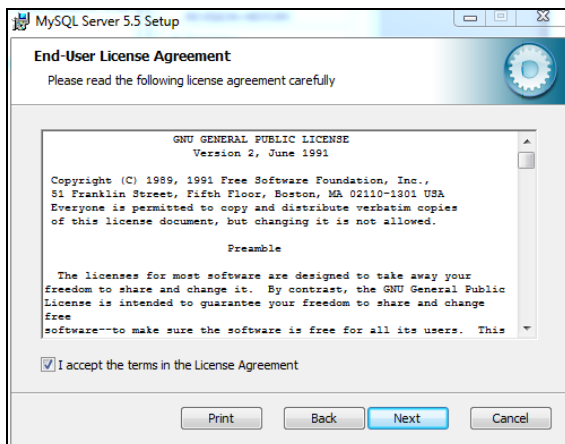 MySQL Server 5.5 Setup
End-User License Agreement
Please read the following license agreement carefully
GNU GENERAL PUBLIC LICENSE
Version 2, June 1991
Copyright (C) 1989, 1991 Free Software Foundation, Inc.,
51 Franklin Street, Fifth Floor, Boston, MA 02110-1301 USA
Everyone is permitted to copy and distribute verbatim copies
of this license document, but changing it is not allowed.
Preamble
The licenses for most software are designed to take away your
freedom to share and change it.  By contrast, the GNU General Public
License is intended to guarantee your freedom to share and change
free
software--to make sure the software is free for all its users.  This
I accept the terms in the License Agreement
Print Back Next Cancel